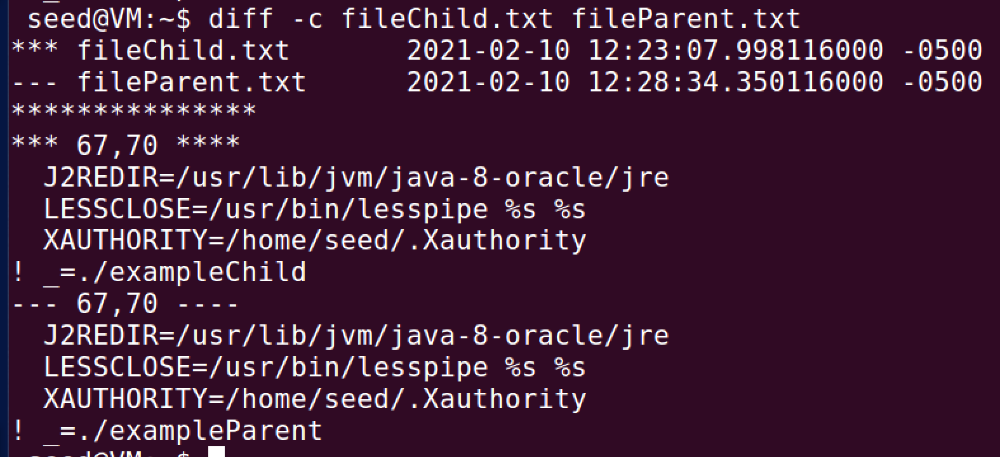 seed@VM:~$ diff -c fileChild.txt fileParent.txt
*** fileChild.txt       2021-02-10 12:23:07.998116000 -0500
--- fileParent.txt      2021-02-10 12:28:34.350116000 -0500
***************
*** 67,70 ****
  J2REDIR=/usr/lib/jvm/java-8-oracle/jre
  LESSCLOSE=/usr/bin/lesspipe %s %s
  XAUTHORITY=/home/seed/.Xauthority
! _=./exampleChild
--- 67,70 ----
  J2REDIR=/usr/lib/jvm/java-8-oracle/jre
  LESSCLOSE=/usr/bin/lesspipe %s %s
  XAUTHORITY=/home/seed/.Xauthority
! _=./exampleParent
seed@VM:~$